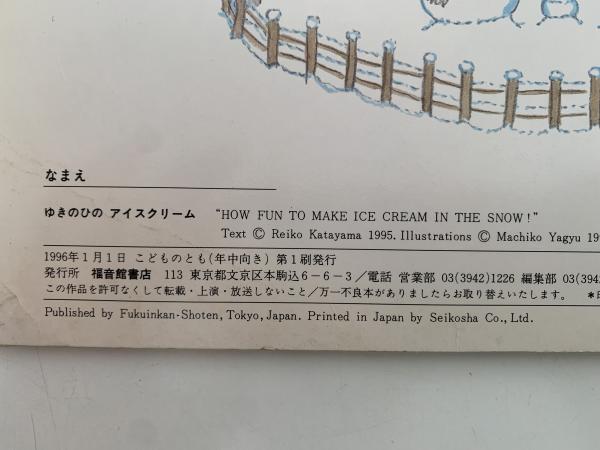 なまえ
ゆきのひの アイスクリーム “HOW FUN TO MAKE ICE CREAM IN THE SNOW!”
Text © Reiko Katayama 1995. Illustrations © Machiko Yagyu 199
1996年1月1日 こどものとも(年中向き) 第1刷発行
発行所 福音館書店 113 東京都文京区本駒込6－6－3／電話 営業部 03(3942)1226 編集部 03(394
この作品を許可なくして転載・上演・放送しないこと／万一不良本がありましたらお取り替えいたします。 *
Published by Fukuinkan-Shoten, Tokyo, Japan. Printed in Japan by Seikosha Co., Ltd.